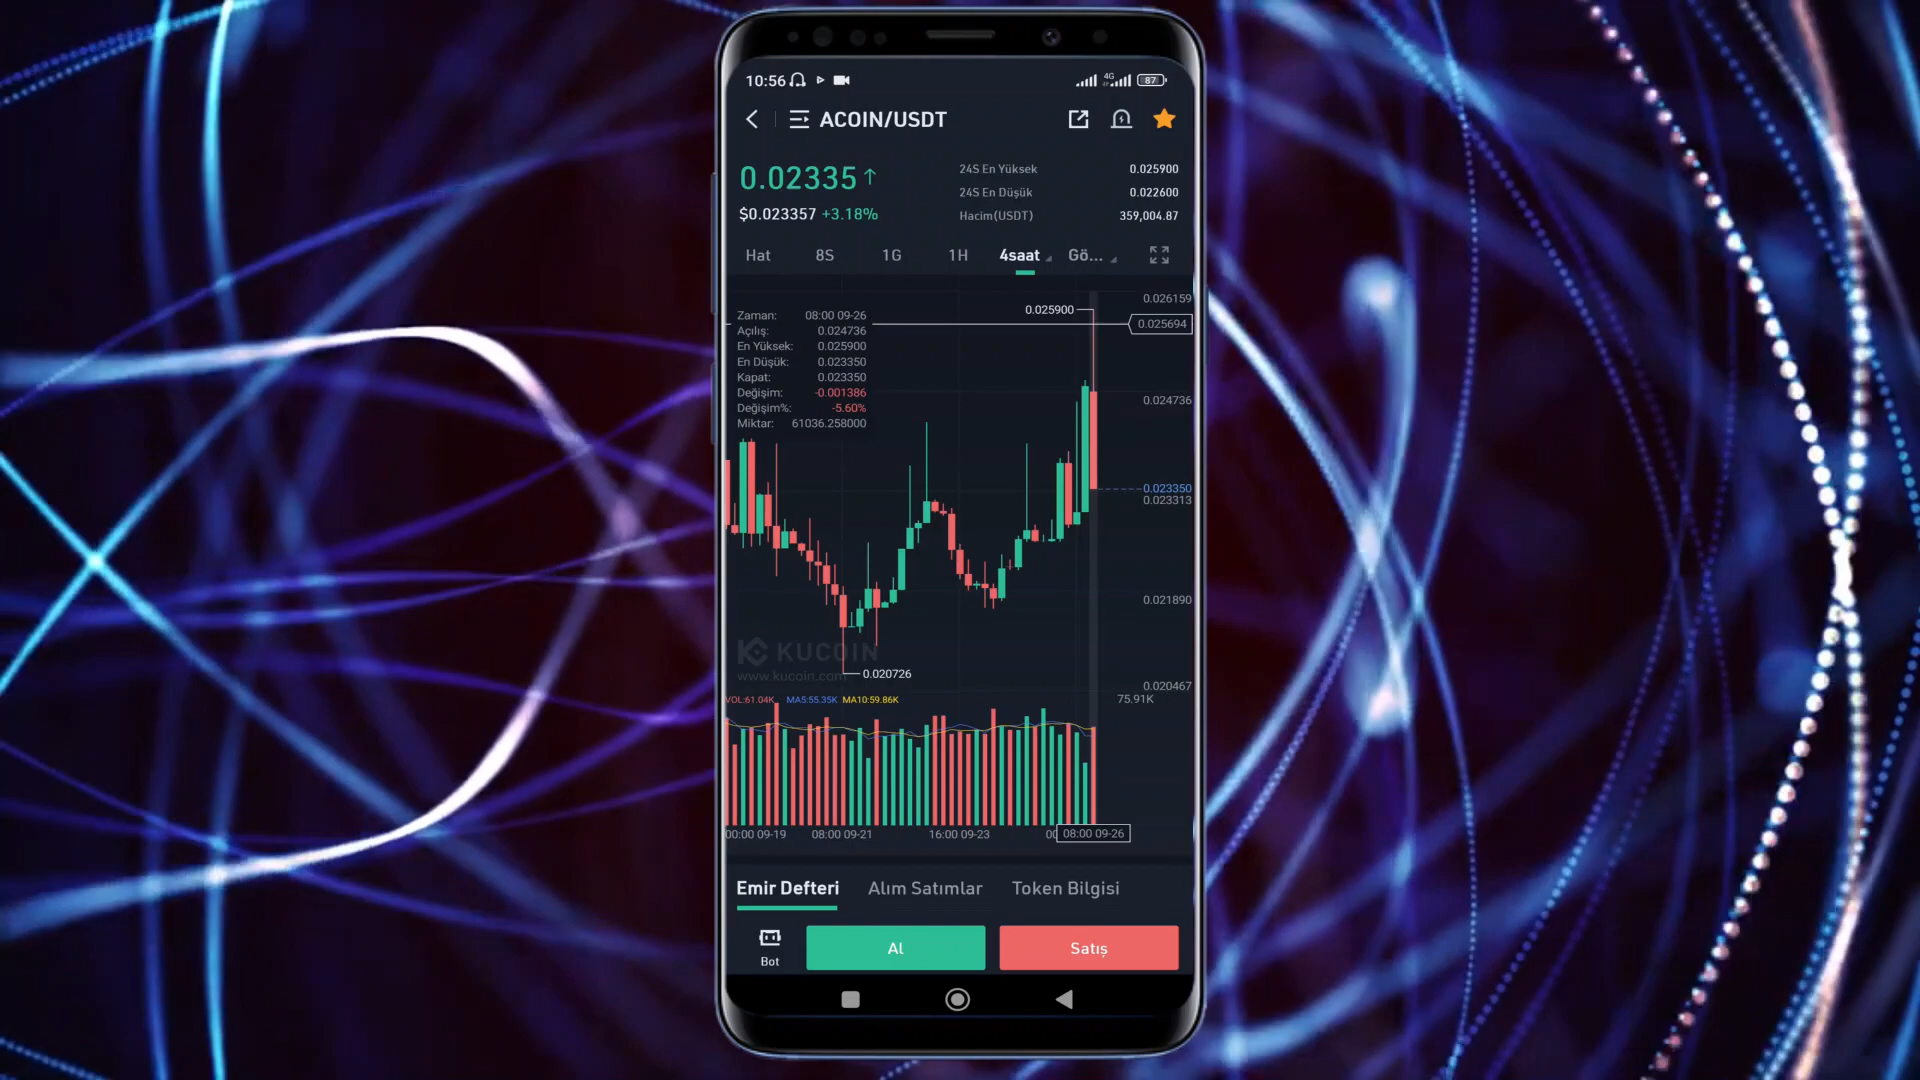 10:56 4G 87
ACOIN/USDT
0.02335↑
$0.023357 +3.18%
24S En Yüksek 0.025900
24S En Düşük 0.022600
Hacim(USDT) 359,004.87
Hat 8S 1G 1H 4saat Gö...
0.026159
0.025900
0.025694
Zaman: 08:00 09-26
Açılış: 0.024736
En Yüksek: 0.025900
En Düşük: 0.023350
Kapat: 0.023350
Değişim: -0.001386
Değişim%: -5.60%
Miktar: 61036.258000
0.024736
0.023350
0.023313
0.021890
KUCOIN
www.kucoin.com
0.020726
0.020467
VOL:61.04K MA5:55.35K MA10:59.86K 75.91K
00:00 09-19 08:00 09-21 16:00 09-23 00 08:00 09-26
Emir Defteri Alım Satımlar Token Bilgisi
Bot Al Satış